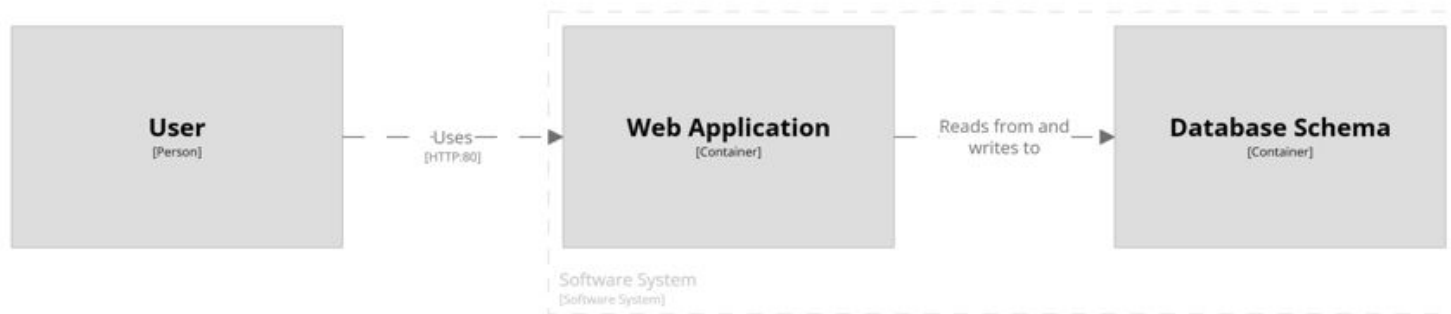 User
[Person]
Uses
[HTTP:80]
Web Application
[Container]
Reads from and
writes to
Database Schema
[Container]
Software System
[Software System]